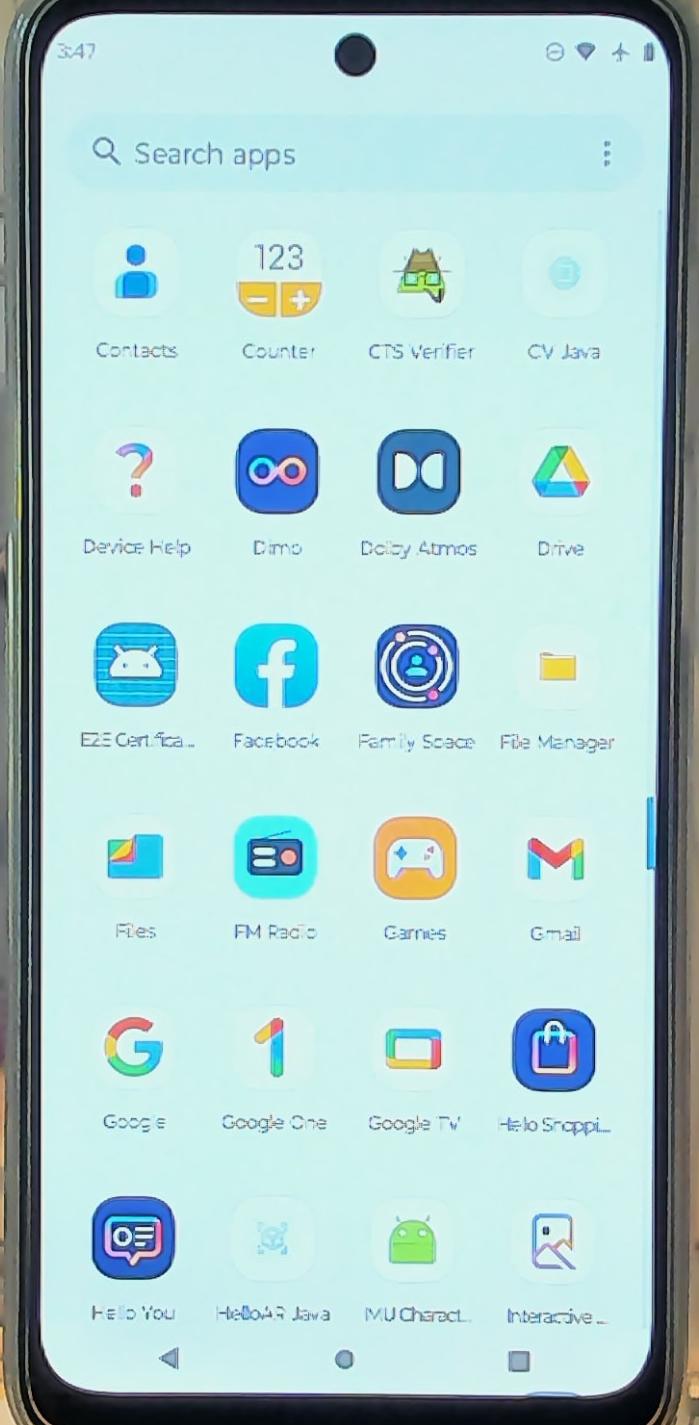 3:47
Search apps
123
Contacts Counter CTS Verifier CV Java
Device Help Dimo Dolby Atmos Drive
E2E Certifica... Facebook Family Space File Manager
Files FM Radio Games Gmail
Google Google One Google TV Hello Shoppi...
Hello You HelloAR Java IMU Charact... Interactive ...